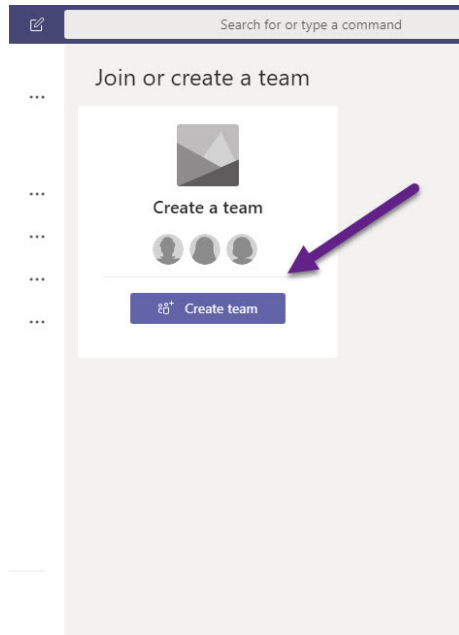 Search for or type a command
Join or create a team
Create a team
Create team